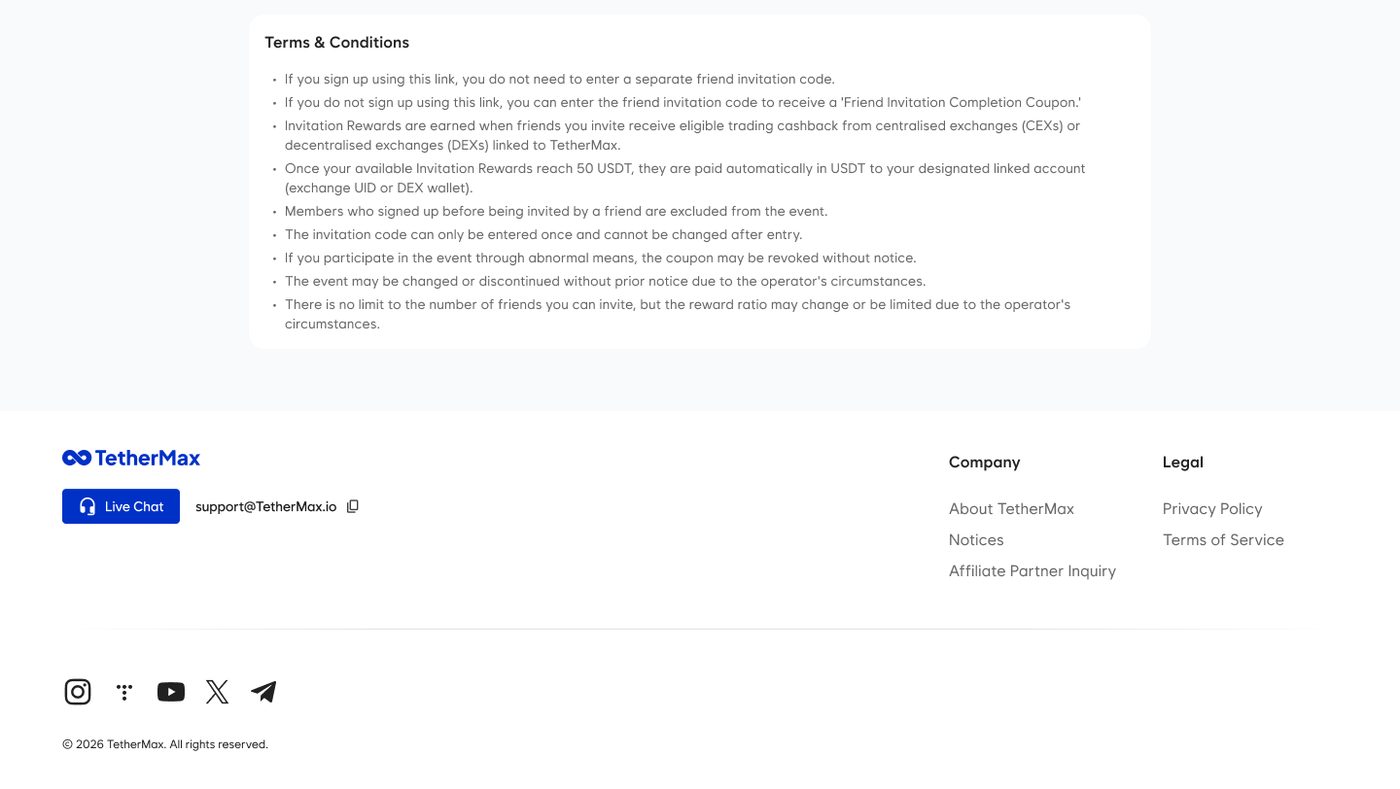 Terms & Conditions
• If you sign up using this link, you do not need to enter a separate friend invitation code.
• If you do not sign up using this link, you can enter the friend invitation code to receive a 'Friend Invitation Completion Coupon.'
• Invitation Rewards are earned when friends you invite receive eligible trading cashback from centralised exchanges (CEXs) or
decentralised exchanges (DEXs) linked to TetherMax.
• Once your available Invitation Rewards reach 50 USDT, they are paid automatically in USDT to your designated linked account
(exchange UID or DEX wallet).
• Members who signed up before being invited by a friend are excluded from the event.
• The invitation code can only be entered once and cannot be changed after entry.
• If you participate in the event through abnormal means, the coupon may be revoked without notice.
• The event may be changed or discontinued without prior notice due to the operator's circumstances.
• There is no limit to the number of friends you can invite, but the reward ratio may change or be limited due to the operator's
circumstances.
TetherMax
Live Chat
support@TetherMax.io
Company
About TetherMax
Notices
Affiliate Partner Inquiry
Legal
Privacy Policy
Terms of Service
© 2026 TetherMax. All rights reserved.